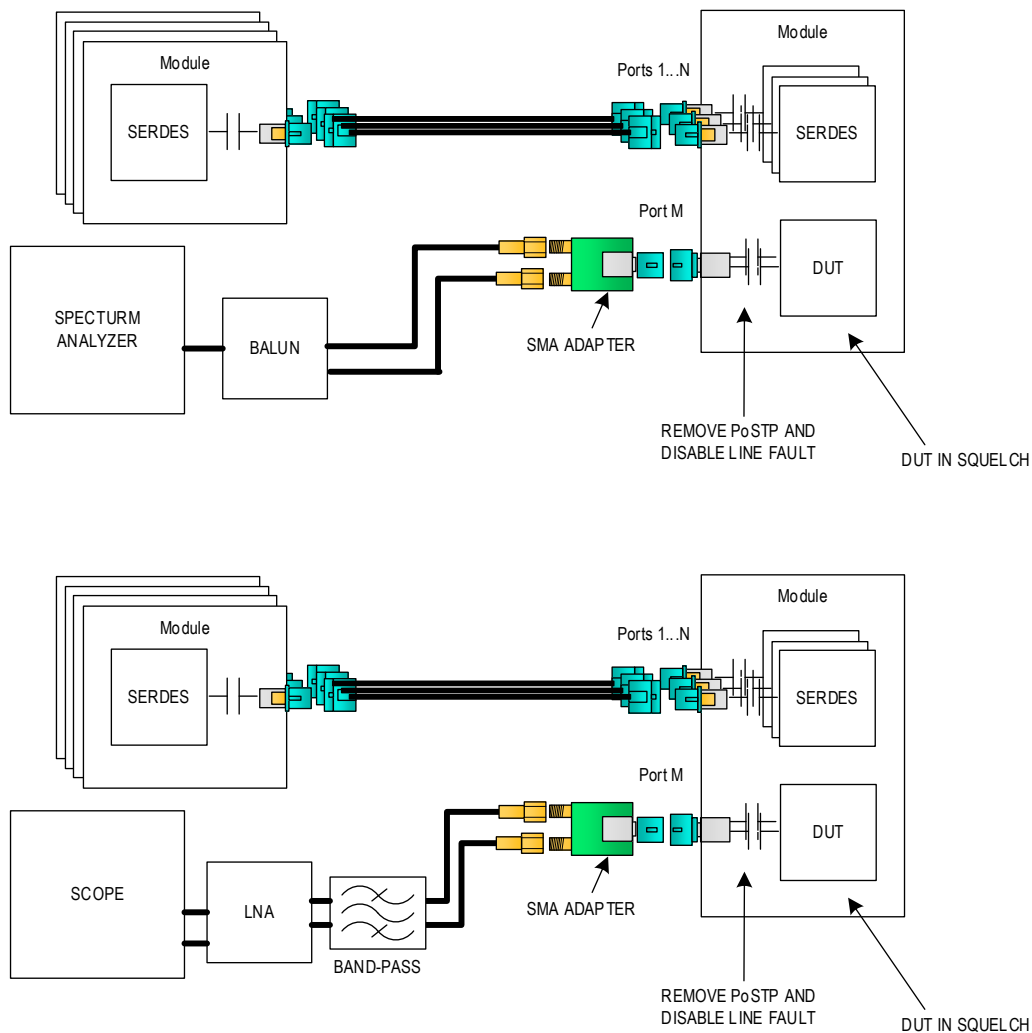 Module
SERDES
Ports 1...N
Module
SERDES
Port M
DUT
SPECTURM
ANALYZER
BALUN
SMA ADAPTER
REMOVE PoSTP AND
DISABLE LINE FAULT
DUT IN SQUELCH
Module
SERDES
Ports 1...N
Module
SERDES
Port M
DUT
SCOPE
LNA
BAND-PASS
SMA ADAPTER
REMOVE PoSTP AND
DISABLE LINE FAULT
DUT IN SQUELCH